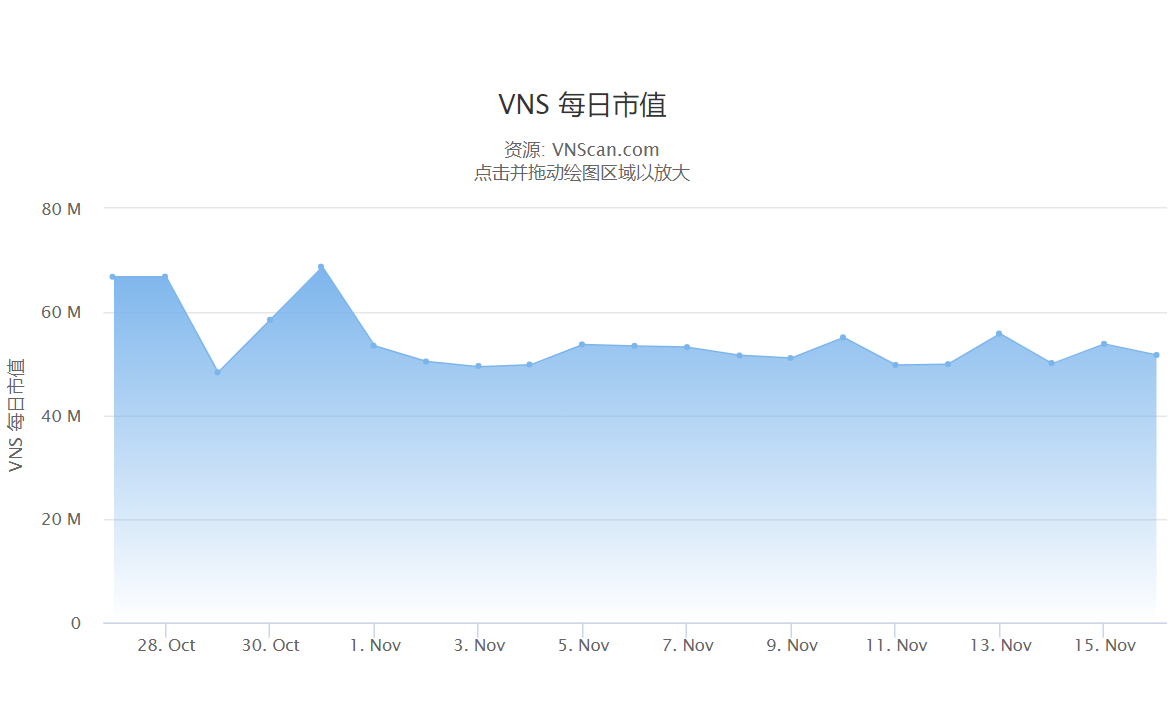 VNS 每日市值
资源: VNScan.com
点击并拖动绘图区域以放大
80 M
60 M
40 M
20 M
0
VNS 每日市值
28. Oct
30. Oct
1. Nov
3. Nov
5. Nov
7. Nov
9. Nov
11. Nov
13. Nov
15. Nov